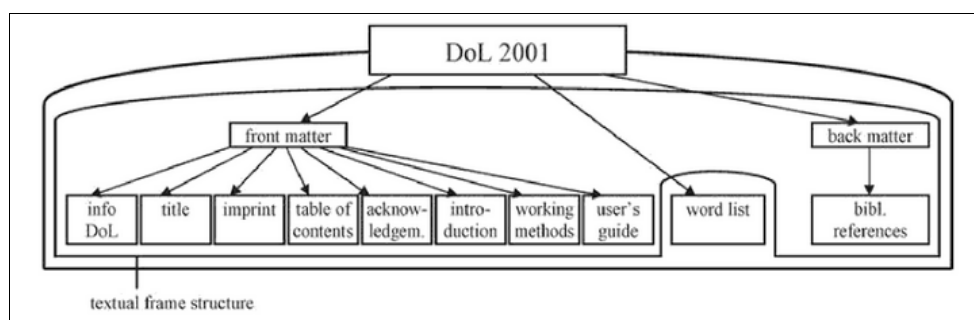 DoL 2001
front matter
back matter
info
DoL
title
imprint
table of
contents
acknow-
ledgem.
intro-
duction
working
methods
user's
guide
word list
bibl.
references
textual frame structure